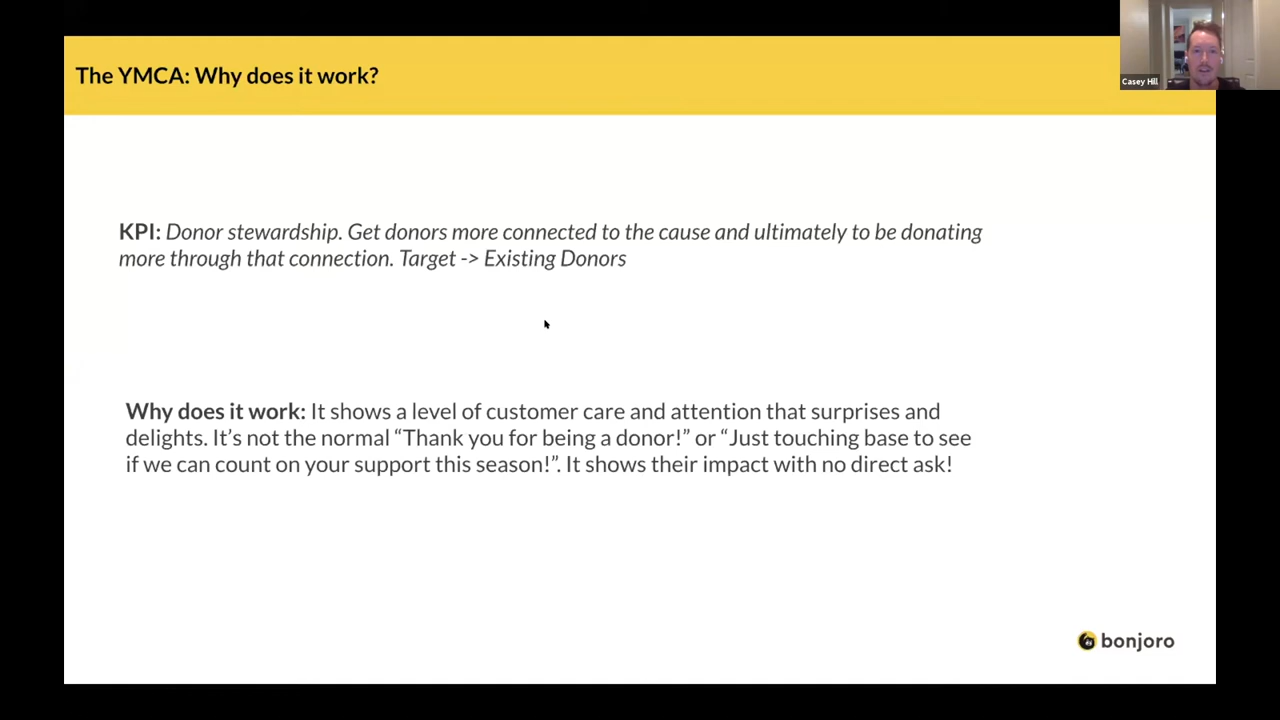 The YMCA: Why does it work?
Casey Hill
KPI: Donor stewardship. Get donors more connected to the cause and ultimately to be donating
more through that connection. Target -> Existing Donors
Why does it work: It shows a level of customer care and attention that surprises and
delights. It’s not the normal “Thank you for being a donor!” or “Just touching base to see
if we can count on your support this season!”. It shows their impact with no direct ask!
bonjoro